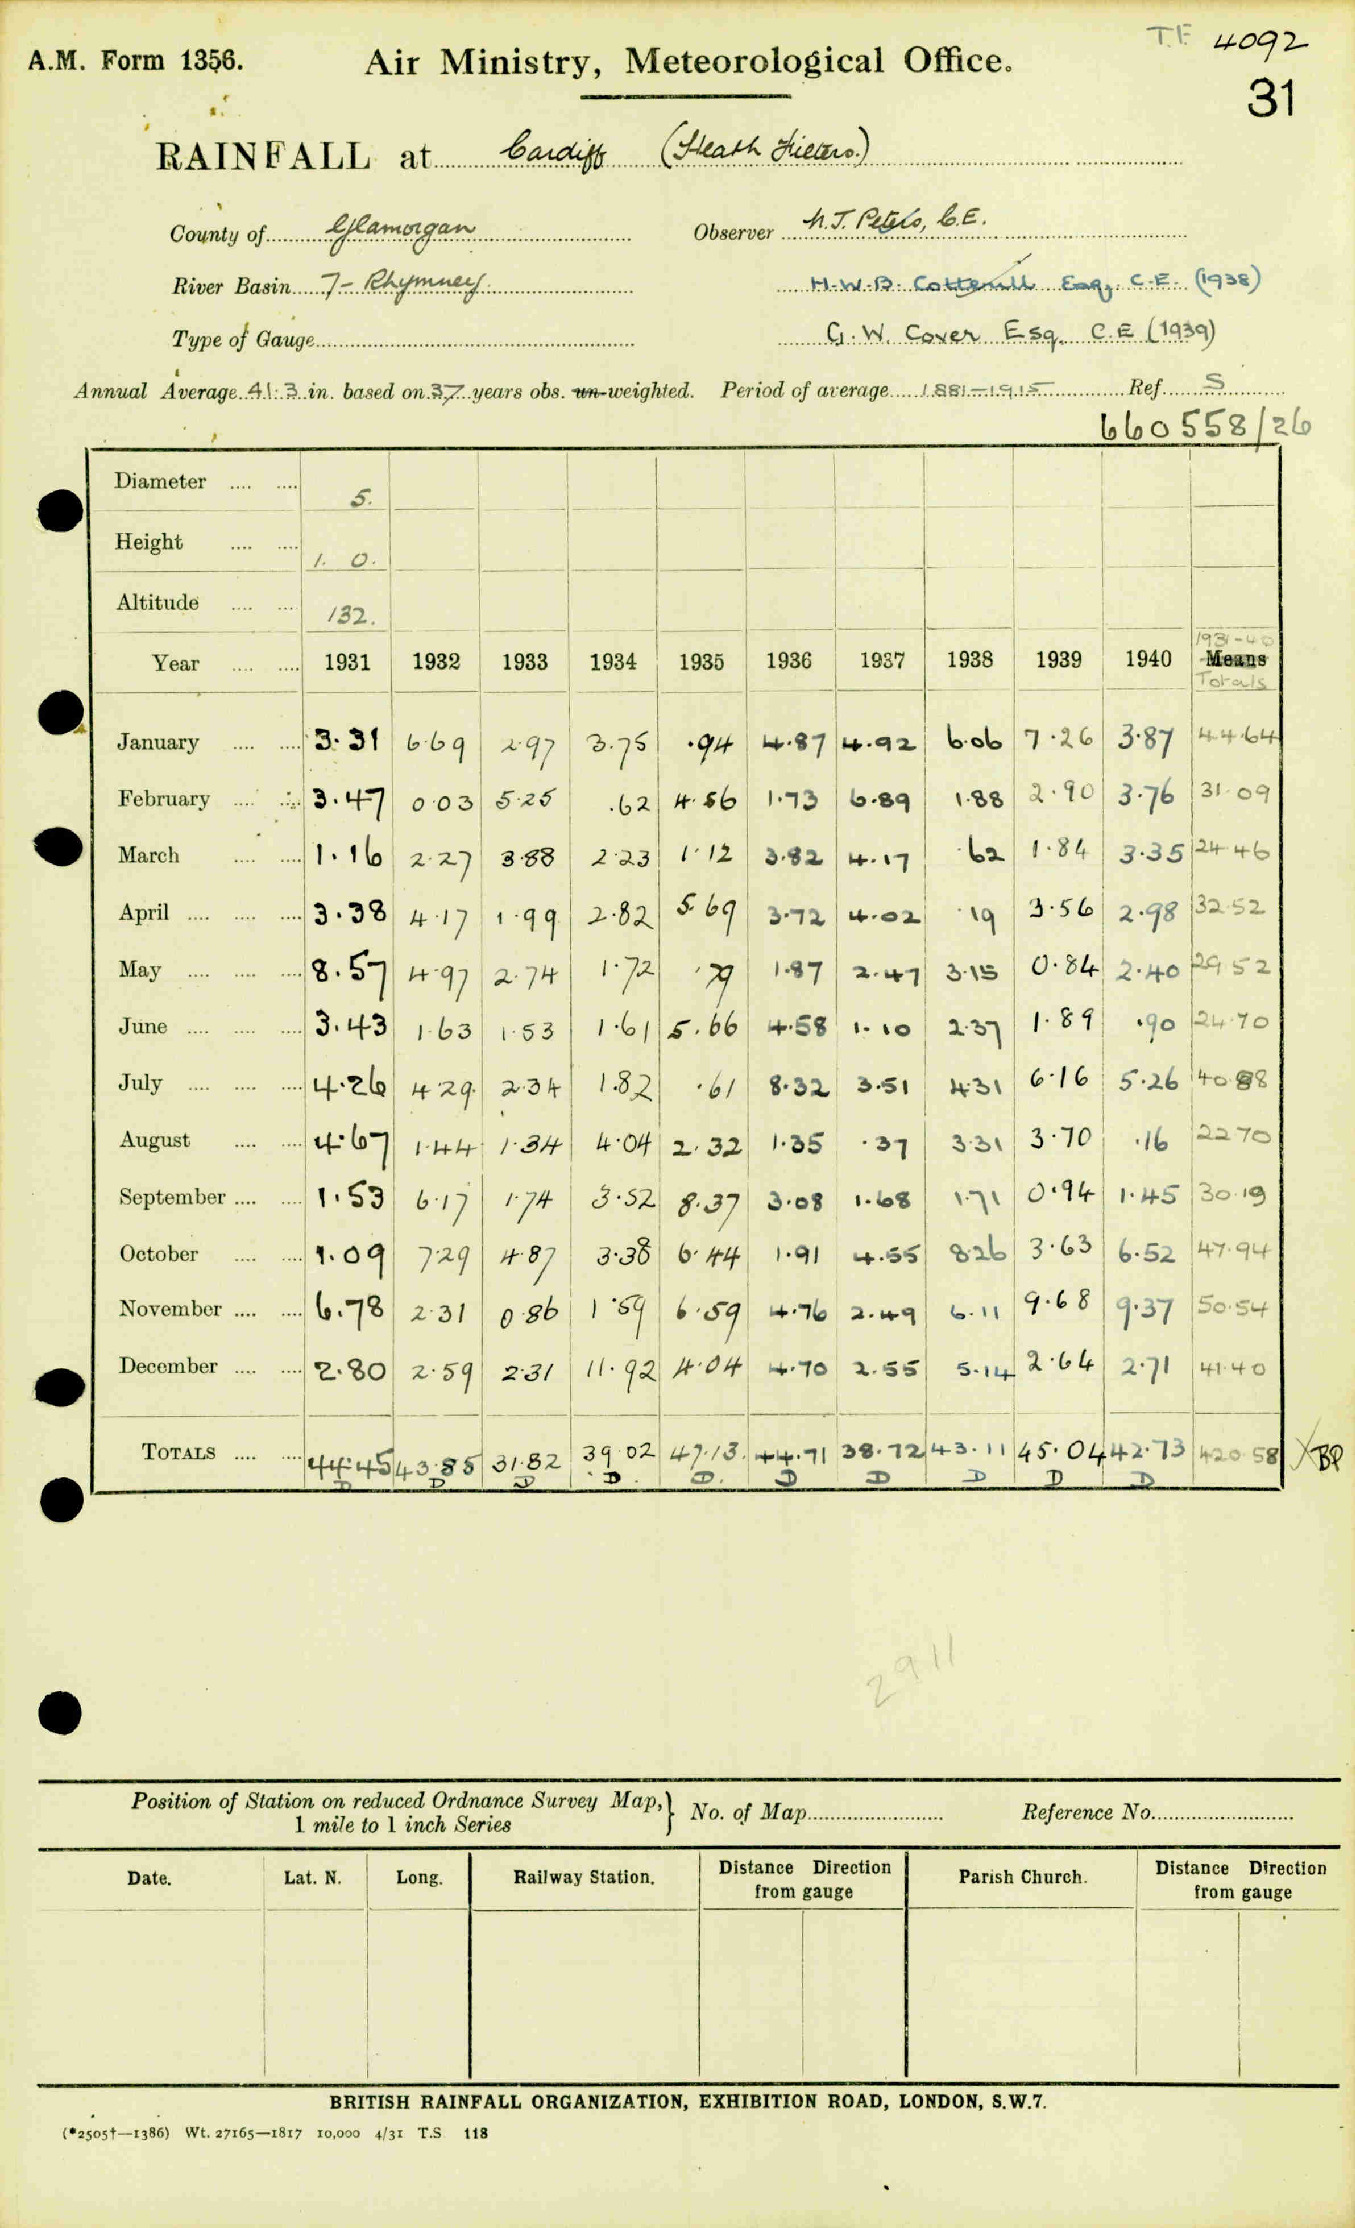 T.F. 4092
A.M. Form 1356. Air Ministry, Meteorological Office.
31
RAINFALL at Cardiff (Heath Filters.)
County of Glamorgan Observer N.J. Peters, C.E.
River Basin 7- Rhymney. H.W.B. Cotterill Esq. C.E. (1938)
Type of Gauge G.W. Cover Esq. C.E (1939)
Annual Average 41.3 in. based on 37 years obs. un-weighted. Period of average 1881-1915 Ref. S
660558/26
Diameter 5.
Height 1. 0.
Altitude 132.
1931-40
Year 1931 1932 1933 1934 1935 1936 1937 1938 1939 1940 Means
Totals
January 3.31 6.69 2.97 3.75 .94 4.87 4.92 6.06 7.26 3.87 44.64
February 3.47 0.03 5.25 .62 4.56 1.73 6.89 1.88 2.90 3.76 31.09
March 1.16 2.27 3.88 2.23 1.12 3.82 4.17 .62 1.84 3.35 24.46
April 3.38 4.17 1.99 2.82 5.69 3.72 4.02 .19 3.56 2.98 32.52
May 8.57 4.97 2.74 1.72 .79 1.87 2.47 3.15 0.84 2.40 29.52
June 3.43 1.63 1.53 1.61 5.66 4.58 1.10 2.37 1.89 .90 24.70
July 4.26 4.29 2.34 1.82 .61 8.32 3.51 4.31 6.16 5.26 40.88
August 4.67 1.44 1.34 4.04 2.32 1.35 .37 3.31 3.70 .16 22.70
September 1.53 6.17 1.74 3.52 8.37 3.08 1.68 1.71 0.94 1.45 30.19
October 1.09 7.29 4.87 3.38 6.44 1.91 4.55 8.26 3.63 6.52 47.94
November 6.78 2.31 0.86 1.59 6.59 4.76 2.49 6.11 9.68 9.37 50.54
December 2.80 2.59 2.31 11.92 4.04 4.70 2.55 5.14 2.64 2.71 41.40
TOTALS 44.45 43.85 31.82 39.02 47.13 44.71 38.72 43.11 45.04 42.73 420.58 X BP
D D D D D D D D D D
2911
Position of Station on reduced Ordnance Survey Map, 1 mile to 1 inch Series } No. of Map Reference No.
Date. Lat. N. Long. Railway Station. Distance Direction from gauge Parish Church. Distance Direction from gauge
BRITISH RAINFALL ORGANIZATION, EXHIBITION ROAD, LONDON, S.W.7.
(*2505†—1386) Wt. 27165—1817 10,000 4/31 T.S 118